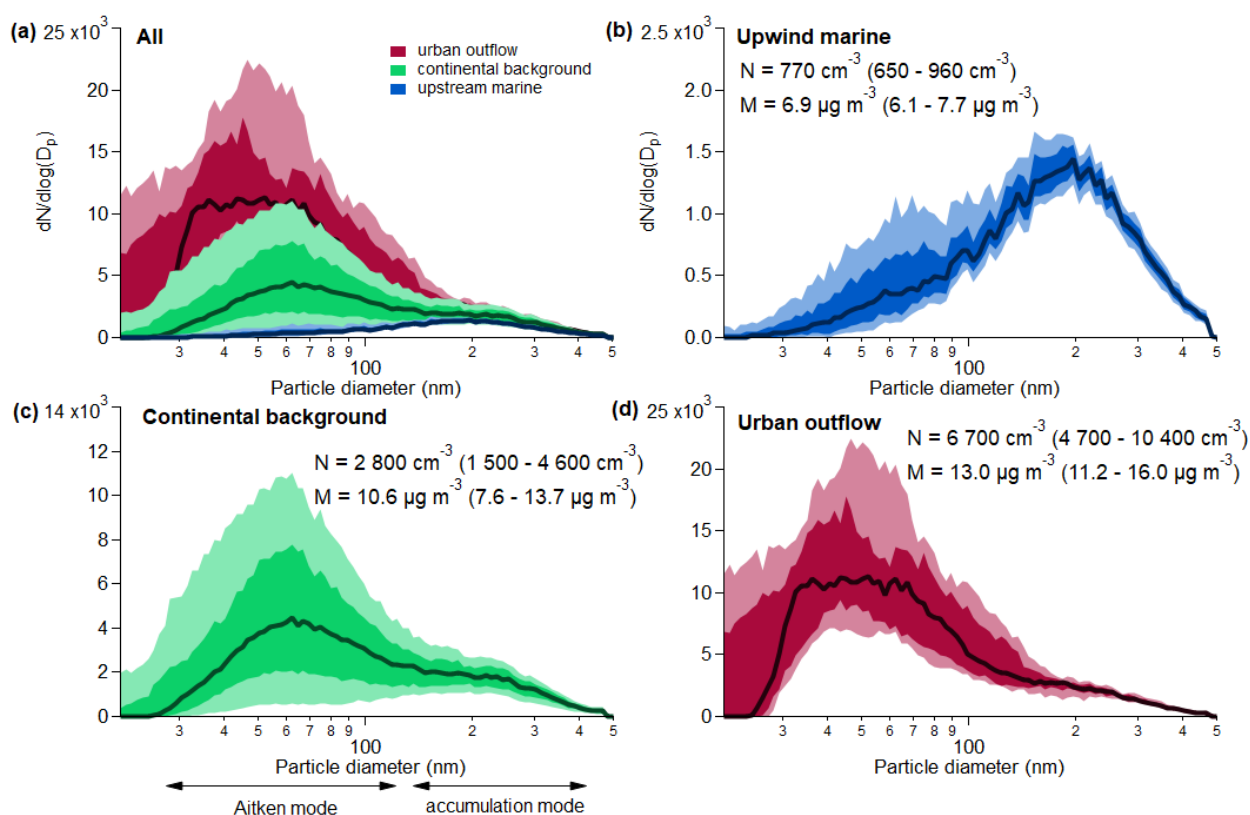 (a)
25 x10³
All
urban outflow
continental background
upstream marine
20
15
10
5
0
dN/dlog(Dₚ)
3 4 5 6 7 8 9 100 2 3 4 5
Particle diameter (nm)
(b)
2.5 x10³
Upwind marine
N = 770 cm⁻³ (650 - 960 cm⁻³)
M = 6.9 µg m⁻³ (6.1 - 7.7 µg m⁻³)
2.0
1.5
1.0
0.5
0.0
dN/dlog(Dₚ)
3 4 5 6 7 8 9 100 2 3 4 5
Particle diameter (nm)
(c)
14 x10³
Continental background
N = 2 800 cm⁻³ (1 500 - 4 600 cm⁻³)
M = 10.6 µg m⁻³ (7.6 - 13.7 µg m⁻³)
12
10
8
6
4
2
0
3 4 5 6 7 8 9 100 2 3 4 5
Particle diameter (nm)
Aitken mode
accumulation mode
(d)
25 x10³
Urban outflow
N = 6 700 cm⁻³ (4 700 - 10 400 cm⁻³)
M = 13.0 µg m⁻³ (11.2 - 16.0 µg m⁻³)
20
15
10
5
0
3 4 5 6 7 8 9 100 2 3 4 5
Particle diameter (nm)